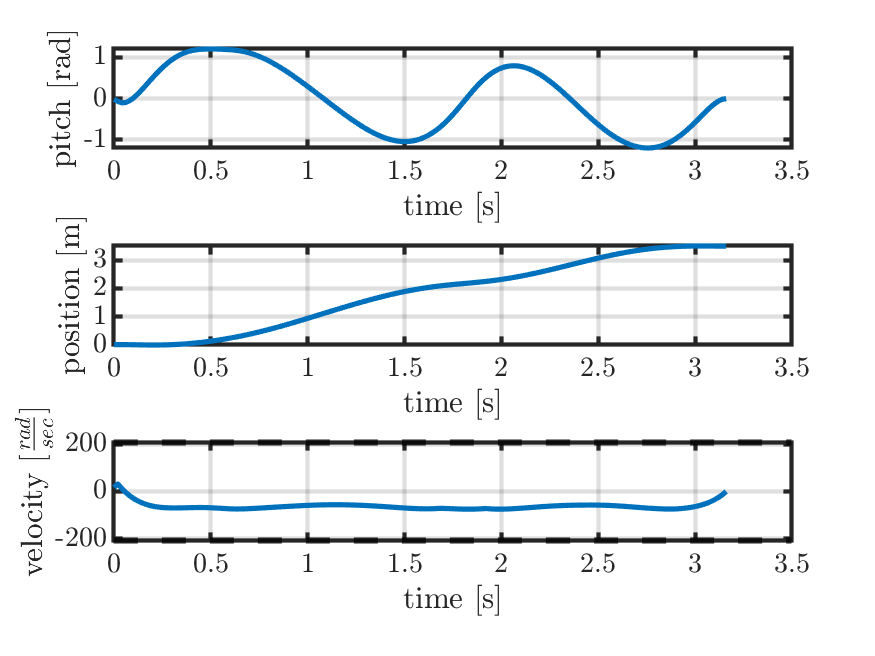 pitch [rad]
1
0
-1
0 0.5 1 1.5 2 2.5 3 3.5
time [s]
position [m]
3
2
1
0
0 0.5 1 1.5 2 2.5 3 3.5
time [s]
velocity [rad/sec]
200
0
-200
0 0.5 1 1.5 2 2.5 3 3.5
time [s]